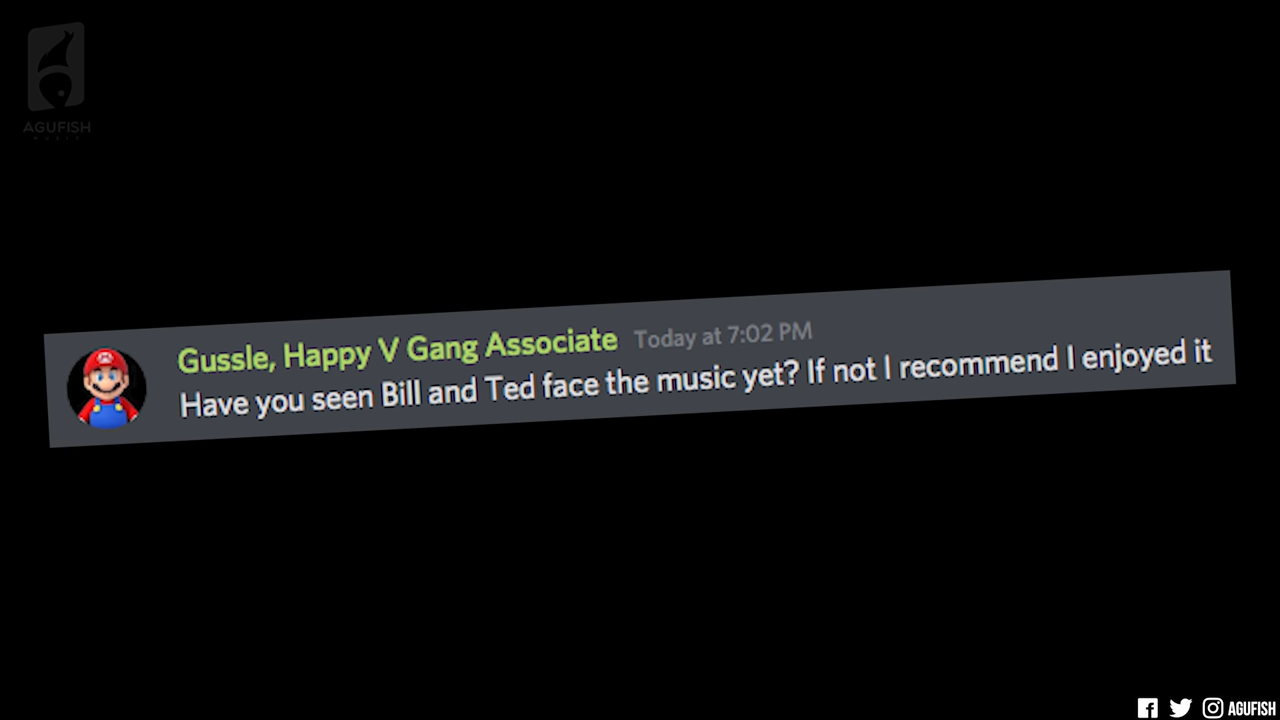 AGUFISH
MUSIC
Gussle, Happy V Gang Associate Today at 7:02 PM
Have you seen Bill and Ted face the music yet? If not I recommend I enjoyed it
AGUFISH